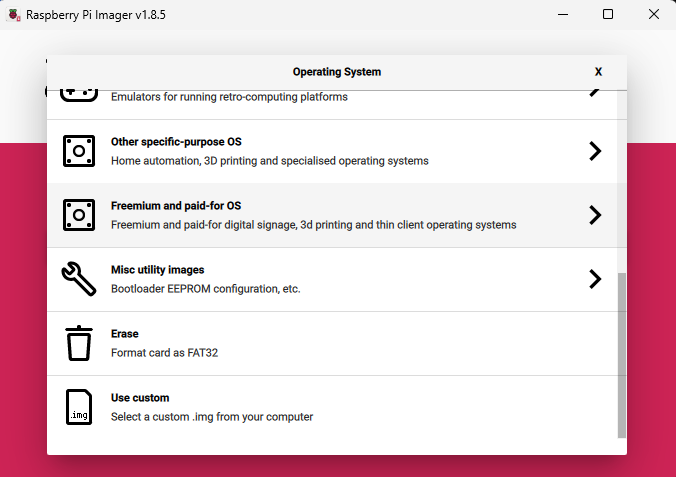 Raspberry Pi Imager v1.8.5
Operating System
X
Emulators for running retro-computing platforms
Other specific-purpose OS
Home automation, 3D printing and specialised operating systems
Freemium and paid-for OS
Freemium and paid-for digital signage, 3d printing and thin client operating systems
Misc utility images
Bootloader EEPROM configuration, etc.
Erase
Format card as FAT32
.img
Use custom
Select a custom .img from your computer